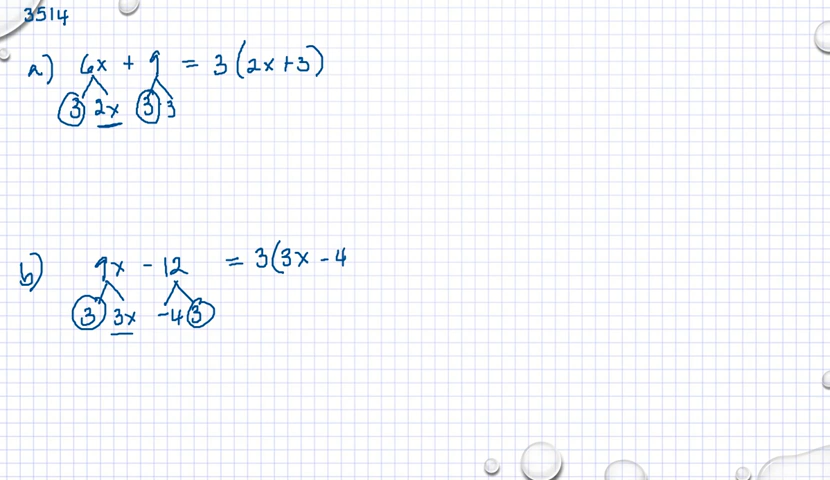 3514
a) 6x + 9 = 3(2x+3)
3 2x 3·3
b) 9x - 12 = 3(3x - 4
3 3x -4 3